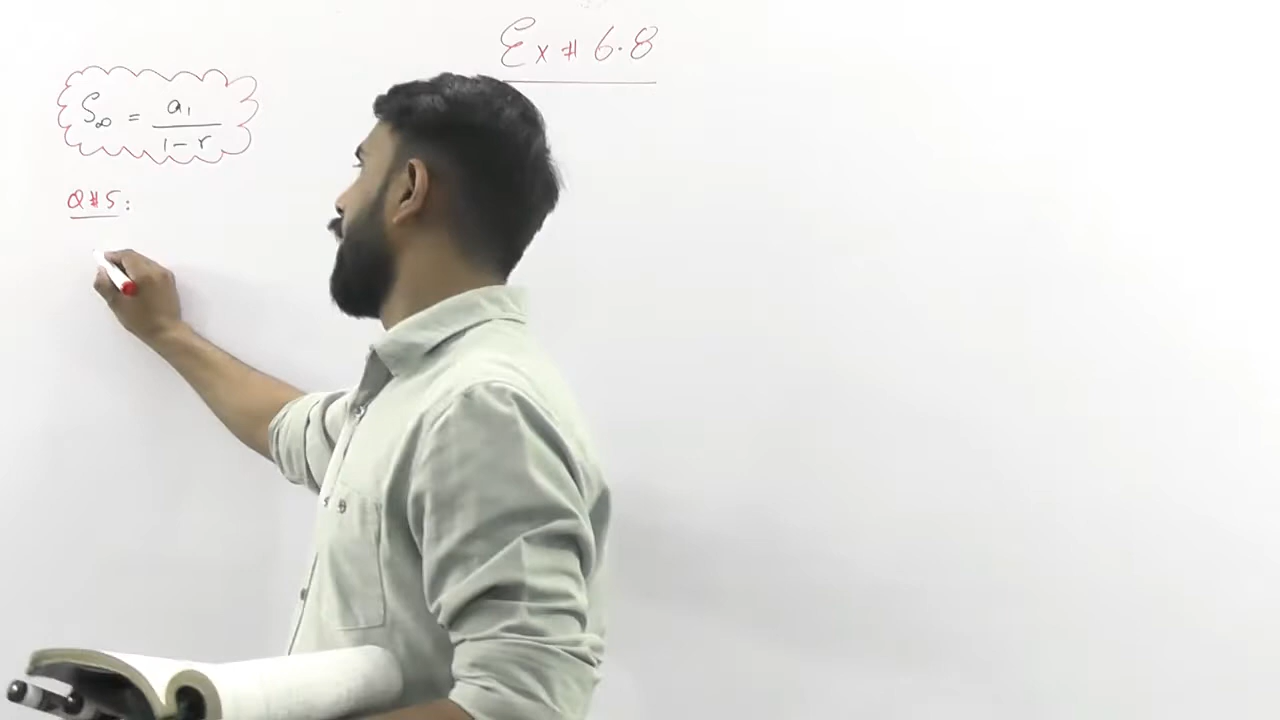 Ex # 6.8
S∞ = a₁ / 1 - r
Q # 5 :